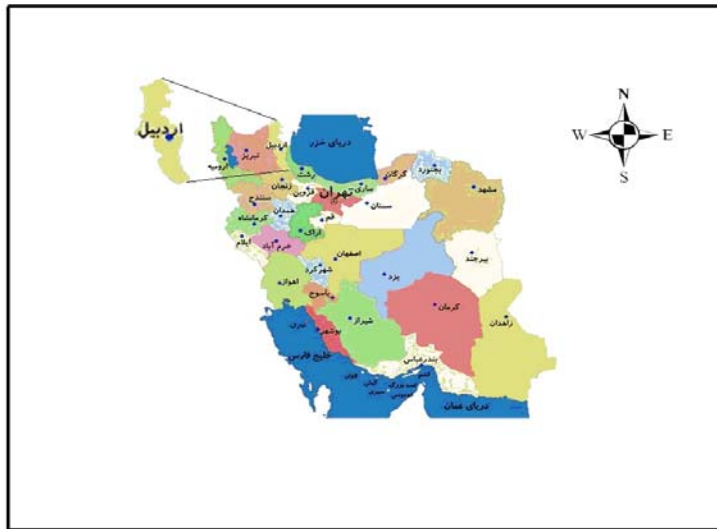 N
W E
S
اردبیل
دریای خزر
اردبیل
تبریز
ارومیه
رشت
گرگان
بجنورد
مشهد
ساری
زنجان
قزوین
تهران
سمنان
سنندج
همدان
قم
کرمانشاه
اراک
ایلام
خرم آباد
اصفهان
بیرجند
شهرکرد
یزد
اهواز
یاسوج
کرمان
شیراز
زاهدان
بوشهر
خلیج فارس
بندرعباس
قشم
دریای عمان